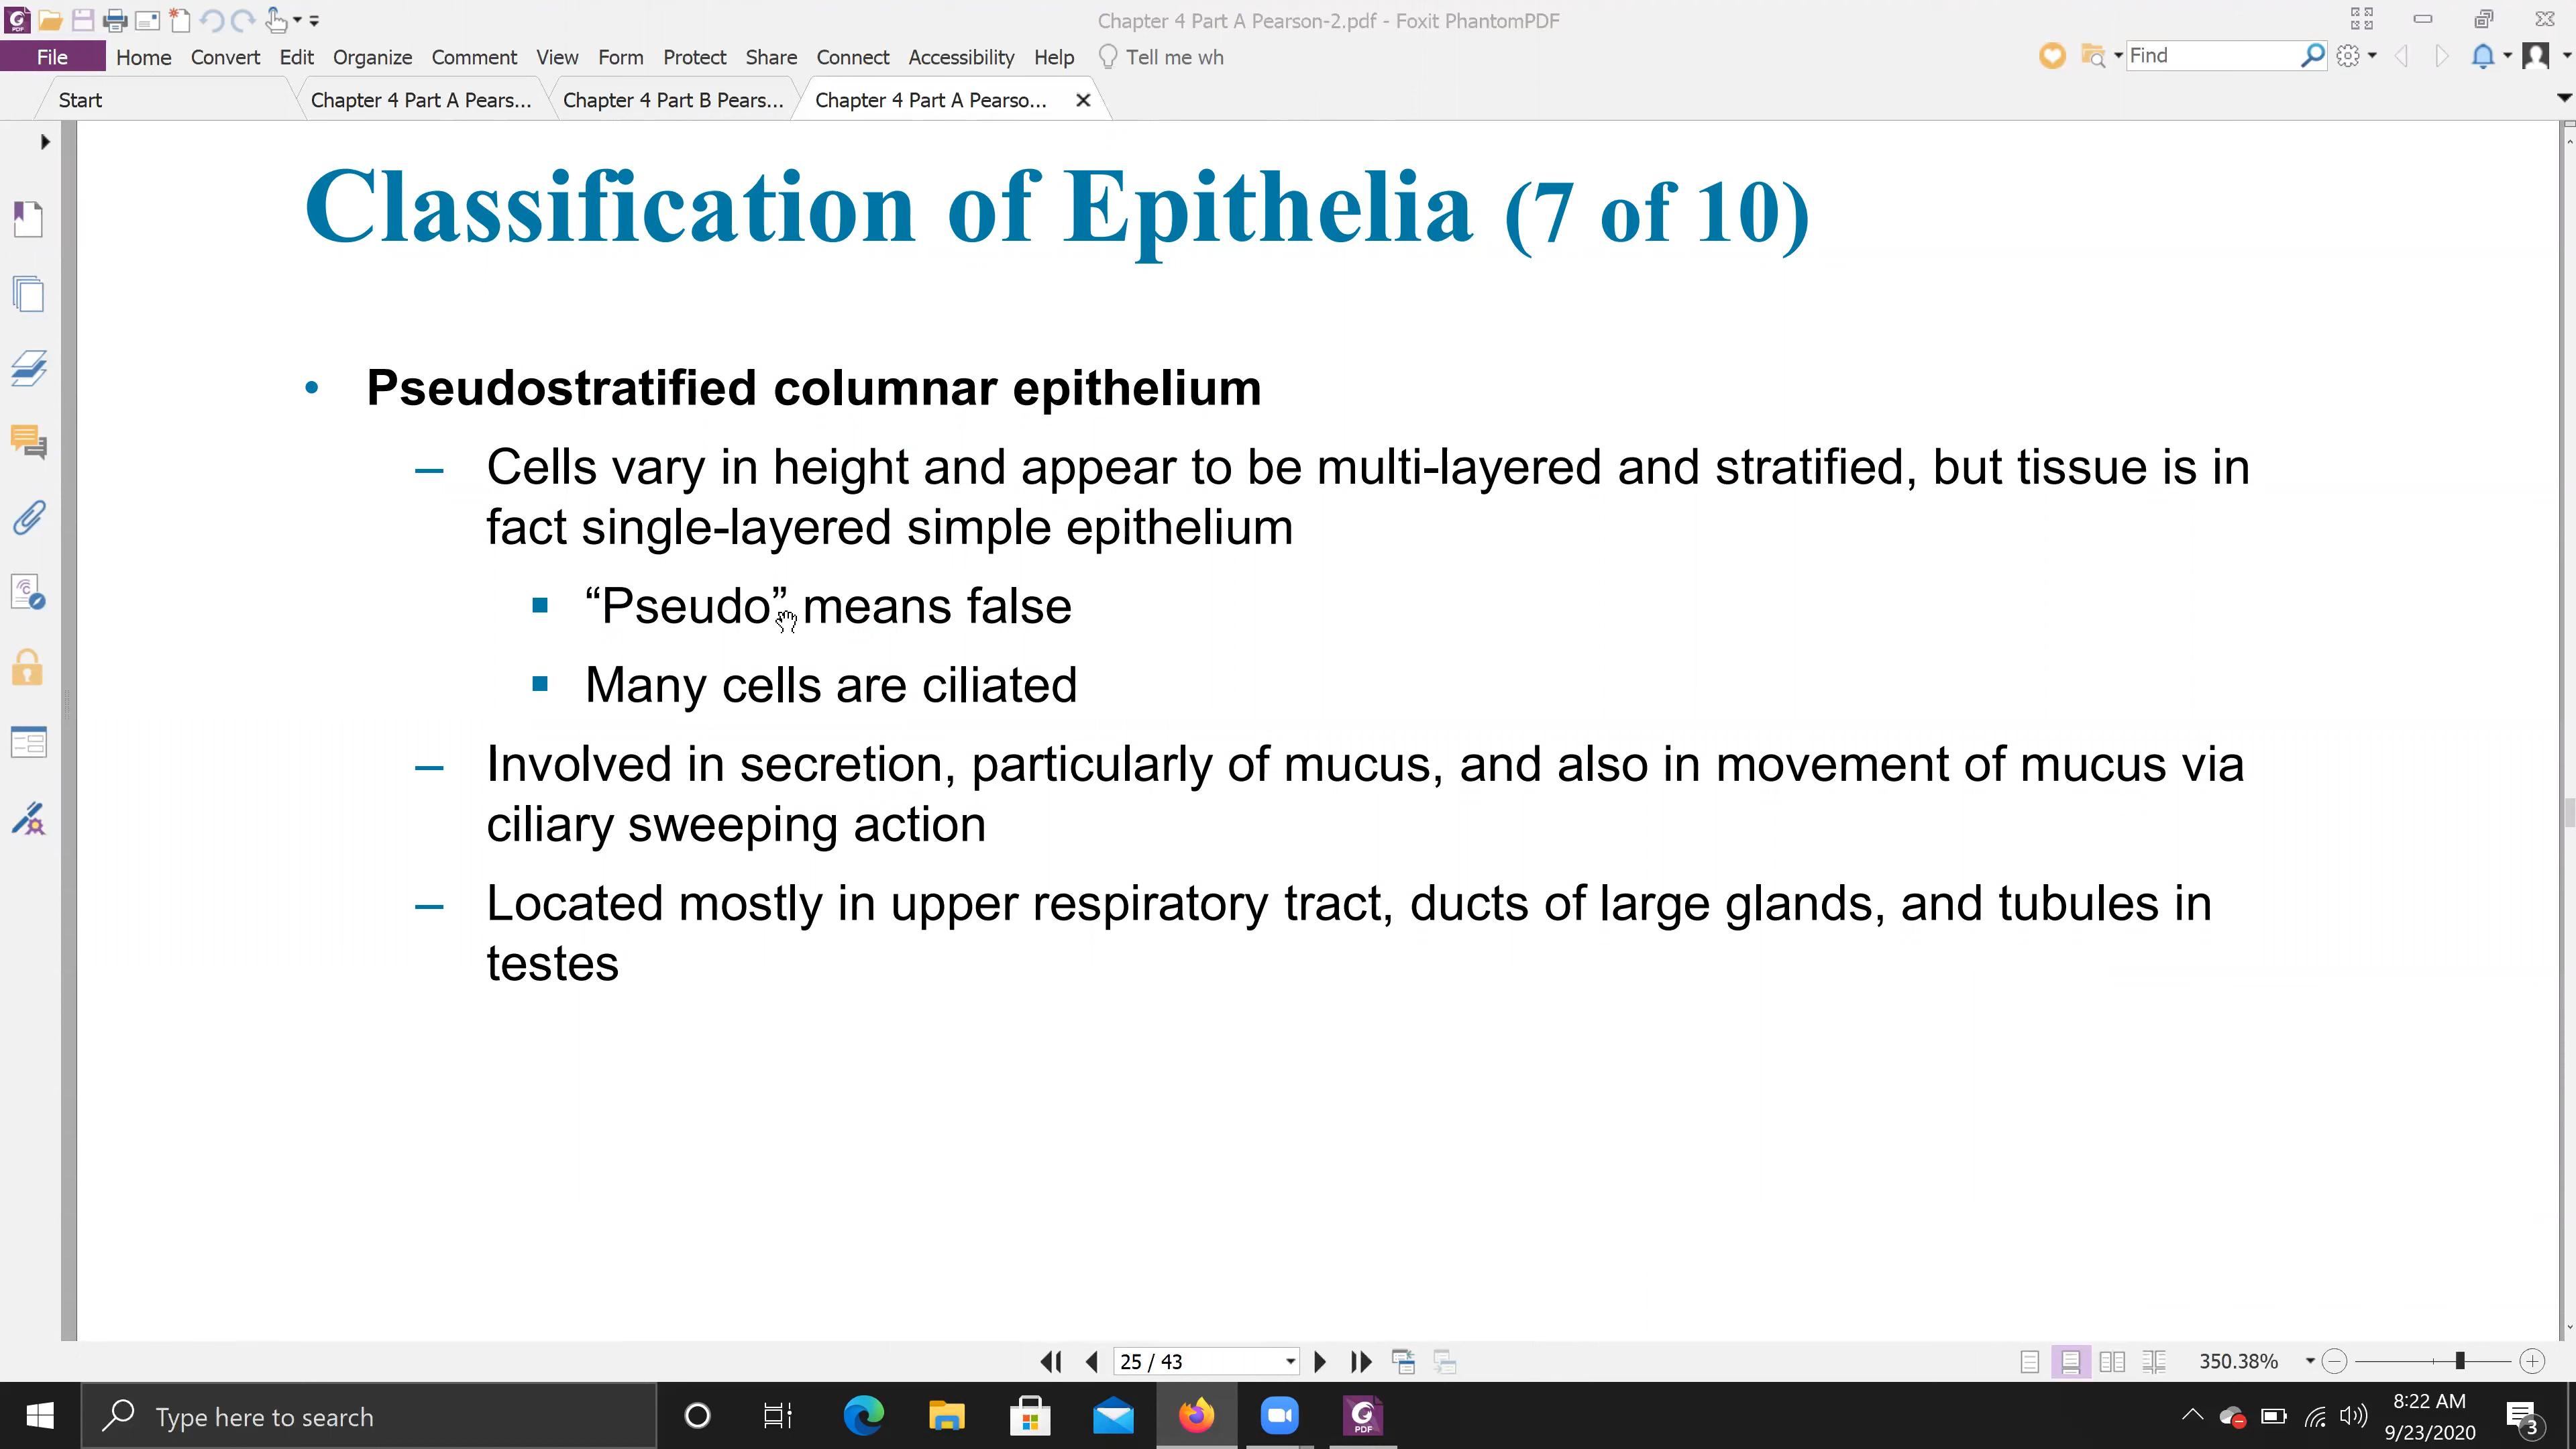 Chapter 4 Part A Pearson-2.pdf - Foxit PhantomPDF
File Home Convert Edit Organize Comment View Form Protect Share Connect Accessibility Help Tell me wh Find
Start Chapter 4 Part A Pears... Chapter 4 Part B Pears... Chapter 4 Part A Pearso...
Classification of Epithelia (7 of 10)
• Pseudostratified columnar epithelium
– Cells vary in height and appear to be multi-layered and stratified, but tissue is in
fact single-layered simple epithelium
▪ “Pseudo” means false
▪ Many cells are ciliated
– Involved in secretion, particularly of mucus, and also in movement of mucus via
ciliary sweeping action
– Located mostly in upper respiratory tract, ducts of large glands, and tubules in
testes
25 / 43 350.38%
Type here to search
PDF
8:22 AM
9/23/2020
3